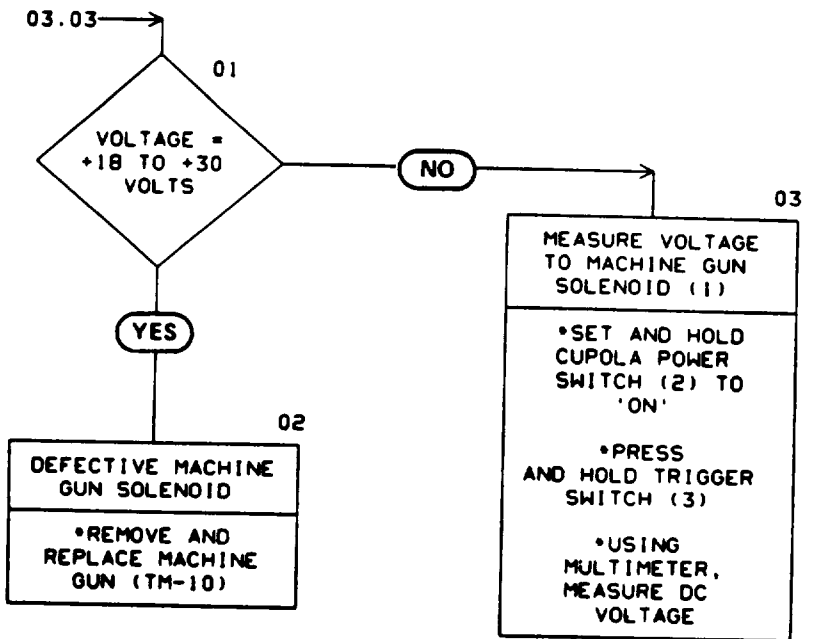 03.03
01
VOLTAGE =
+18 TO +30
VOLTS
NO
YES
02
DEFECTIVE MACHINE
GUN SOLENOID
*REMOVE AND
REPLACE MACHINE
GUN (TM-10)
03
MEASURE VOLTAGE
TO MACHINE GUN
SOLENOID (1)
*SET AND HOLD
CUPOLA POWER
SWITCH (2) TO
'ON'
*PRESS
AND HOLD TRIGGER
SWITCH (3)
*USING
MULTIMETER,
MEASURE DC
VOLTAGE